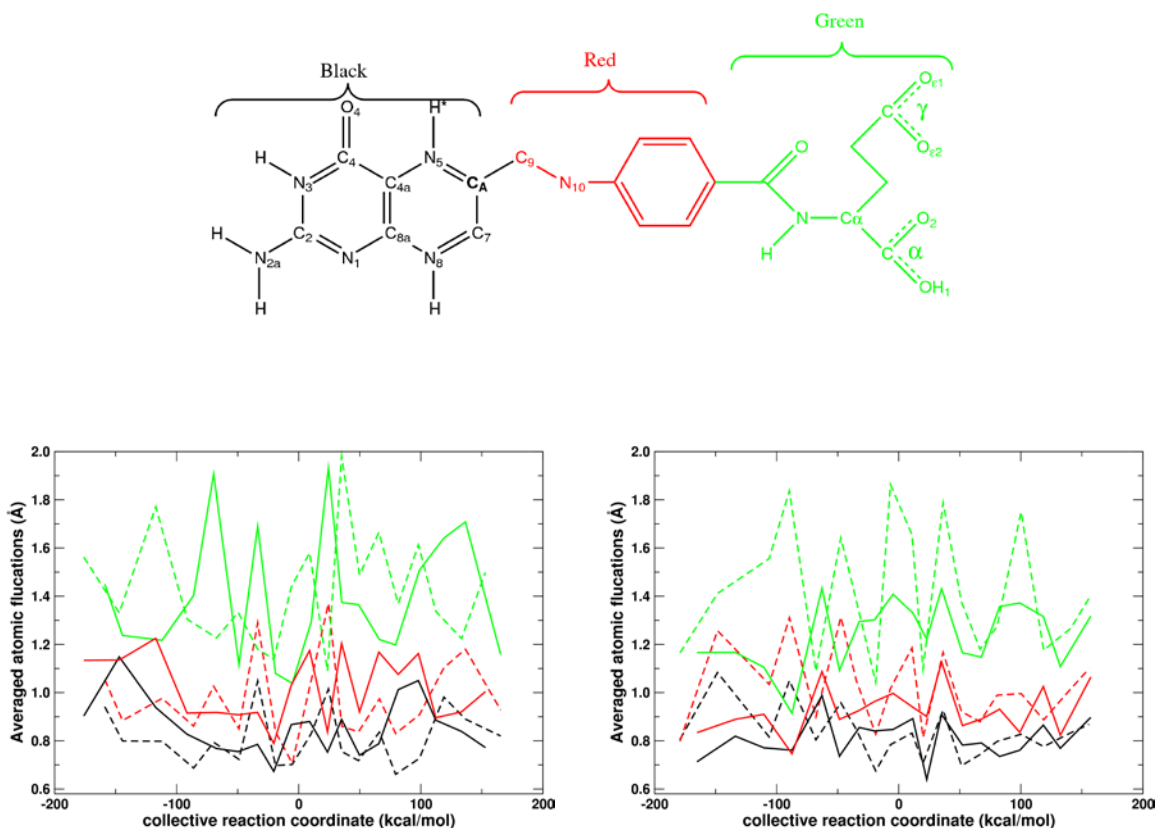 Green
Red
Black
O₄ H* Oε1
H C₄ N₅ C₉ O C γ
N₃ C₄ₐ C_A N₁₀ Oε2
H C₂ C₈ₐ C₇ N Cα O₂
N₂ₐ N₁ N₈ H C α
H H OH₁
2.0
1.8
1.6
1.4
1.2
1.0
0.8
0.6
Averaged atomic flucations (Å)
-200 -100 0 100 200
collective reaction coordinate (kcal/mol)
2.0
1.8
1.6
1.4
1.2
1.0
0.8
0.6
Averaged atomic flucations (Å)
-200 -100 0 100 200
collective reaction coordinate (kcal/mol)